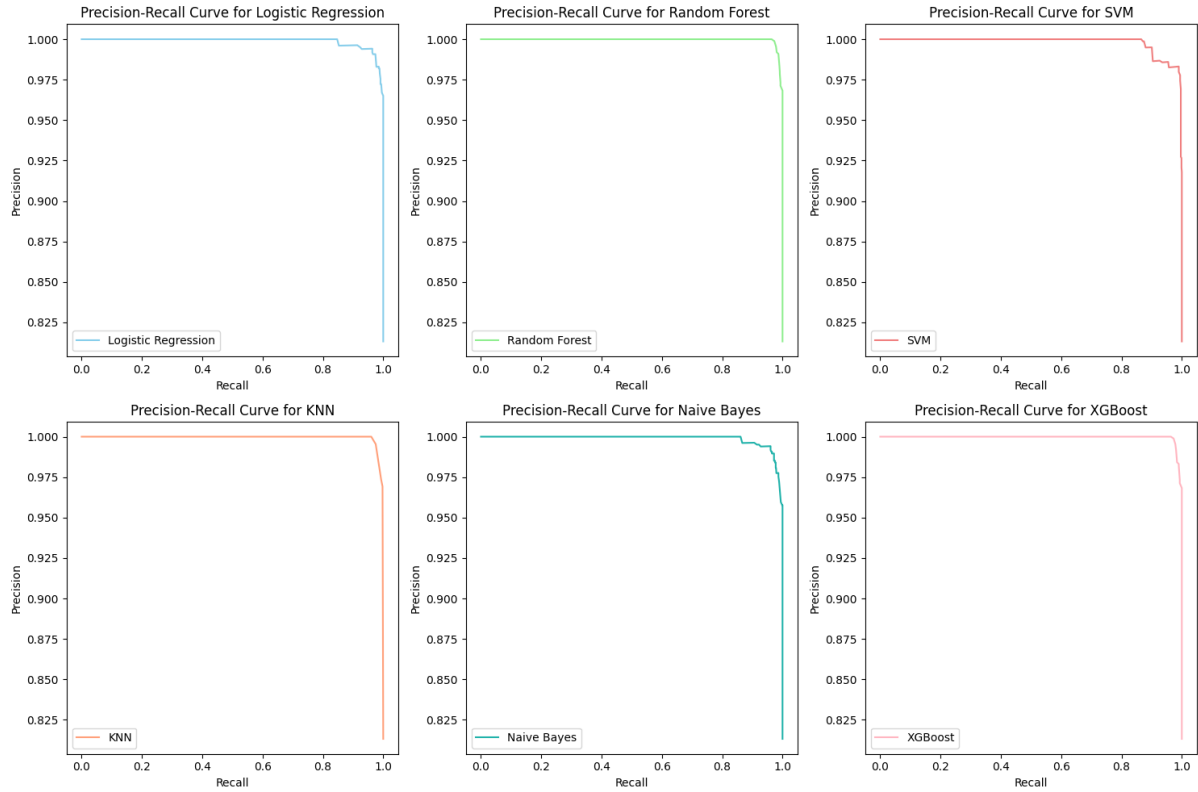 Precision-Recall Curve for Logistic Regression
1.000
0.975
0.950
0.925
0.900
0.875
0.850
0.825
Precision
Logistic Regression
0.0 0.2 0.4 0.6 0.8 1.0
Recall
Precision-Recall Curve for Random Forest
1.000
0.975
0.950
0.925
0.900
0.875
0.850
0.825
Precision
Random Forest
0.0 0.2 0.4 0.6 0.8 1.0
Recall
Precision-Recall Curve for SVM
1.000
0.975
0.950
0.925
0.900
0.875
0.850
0.825
Precision
SVM
0.0 0.2 0.4 0.6 0.8 1.0
Recall
Precision-Recall Curve for KNN
1.000
0.975
0.950
0.925
0.900
0.875
0.850
0.825
Precision
KNN
0.0 0.2 0.4 0.6 0.8 1.0
Recall
Precision-Recall Curve for Naive Bayes
1.000
0.975
0.950
0.925
0.900
0.875
0.850
0.825
Precision
Naive Bayes
0.0 0.2 0.4 0.6 0.8 1.0
Recall
Precision-Recall Curve for XGBoost
1.000
0.975
0.950
0.925
0.900
0.875
0.850
0.825
Precision
XGBoost
0.0 0.2 0.4 0.6 0.8 1.0
Recall